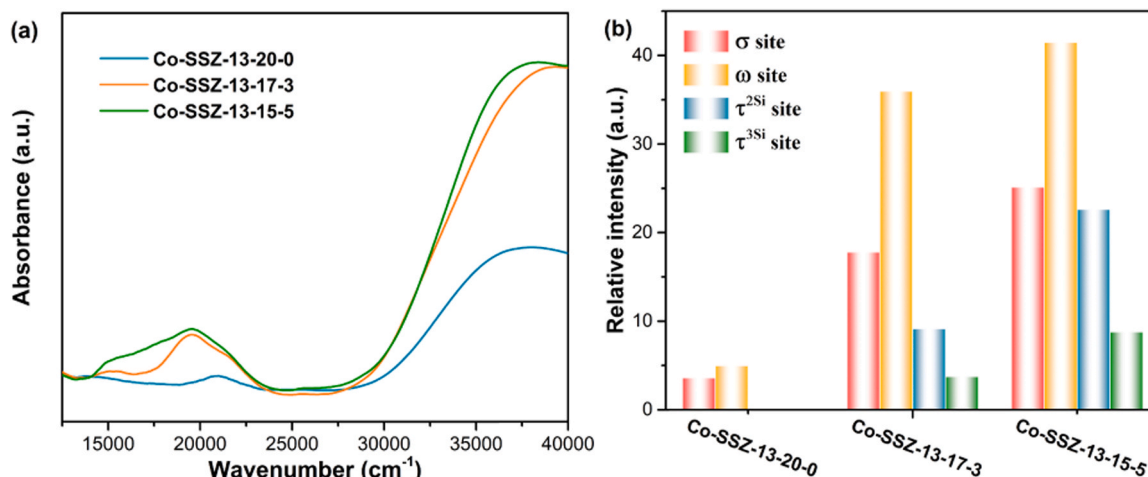 (a)
Co-SSZ-13-20-0
Co-SSZ-13-17-3
Co-SSZ-13-15-5
Absorbance (a.u.)
15000 20000 25000 30000 35000 40000
Wavenumber (cm⁻¹)
(b)
σ site
ω site
τ²ˢⁱ site
τ³ˢⁱ site
Relative intensity (a.u.)
40
30
20
10
0
Co-SSZ-13-20-0
Co-SSZ-13-17-3
Co-SSZ-13-15-5